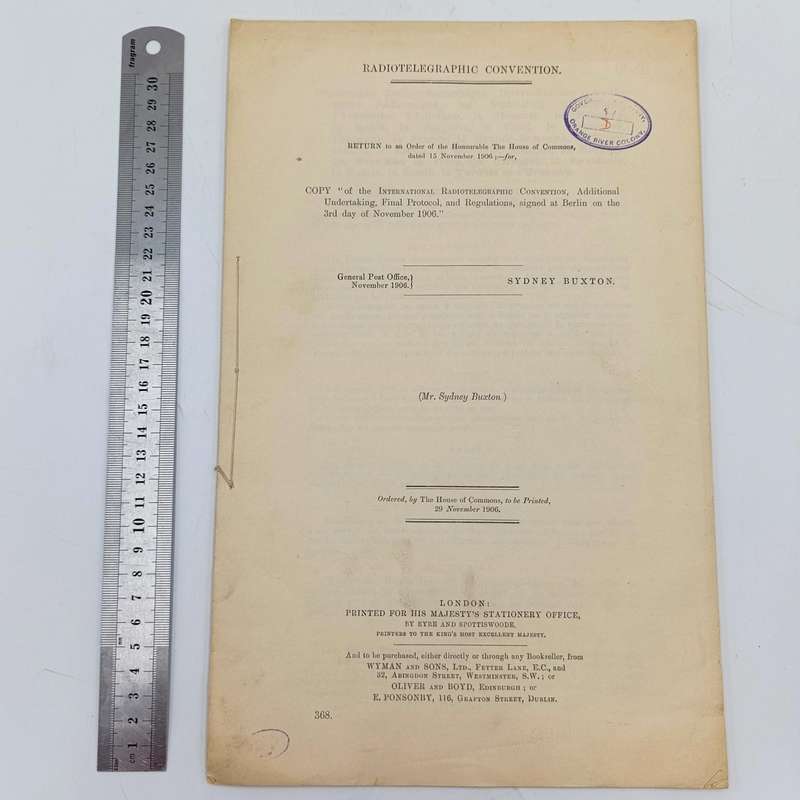 RADIOTELEGRAPHIC CONVENTION.
ORANGE RIVER COLONY.
RETURN to an Order of the Honourable The House of Commons,
dated 15 November 1906;—for,
COPY "of the International Radiotelegraphic Convention, Additional
Undertaking, Final Protocol, and Regulations, signed at Berlin on the
3rd day of November 1906."
General Post Office,}
November 1906.}
SYDNEY BUXTON.
(Mr. Sydney Buxton.)
Ordered, by The House of Commons, to be Printed,
29 November 1906.
LONDON:
PRINTED FOR HIS MAJESTY'S STATIONERY OFFICE,
BY EYRE AND SPOTTISWOODE,
PRINTERS TO THE KING'S MOST EXCELLENT MAJESTY.
And to be purchased, either directly or through any Bookseller, from
WYMAN AND SONS, Ltd., Fetter Lane, E.C., and
32, Abingdon Street, Westminster, S.W.; or
OLIVER AND BOYD, Edinburgh; or
E. PONSONBY, 116, Grafton Street, Dublin.
368.
fragram
30
29
28
27
26
25
24
23
22
21
20
19
18
17
16
15
14
13
12
11
10
9
8
7
6
5
4
3
2
1
cm